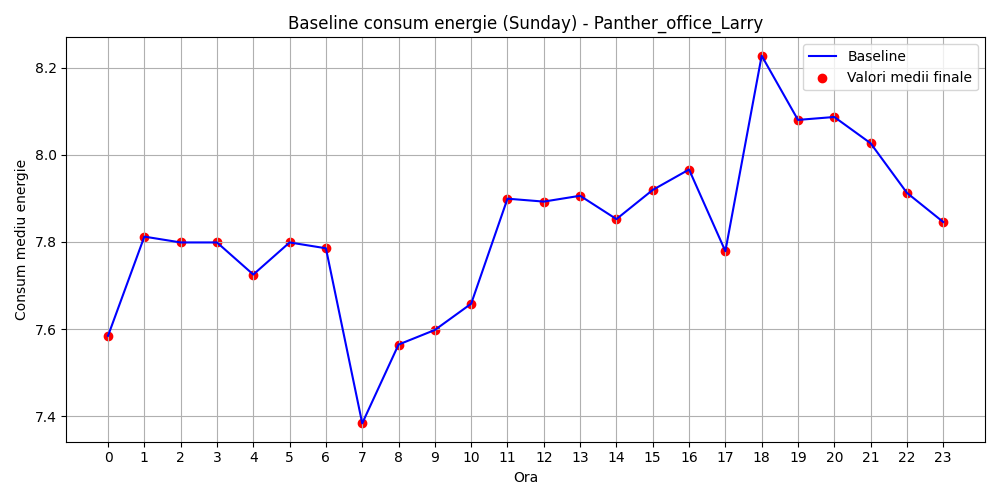 Baseline consum energie (Sunday) - Panther_office_Larry
Baseline
Valori medii finale
Consum mediu energie
8.2
8.0
7.8
7.6
7.4
0 1 2 3 4 5 6 7 8 9 10 11 12 13 14 15 16 17 18 19 20 21 22 23
Ora